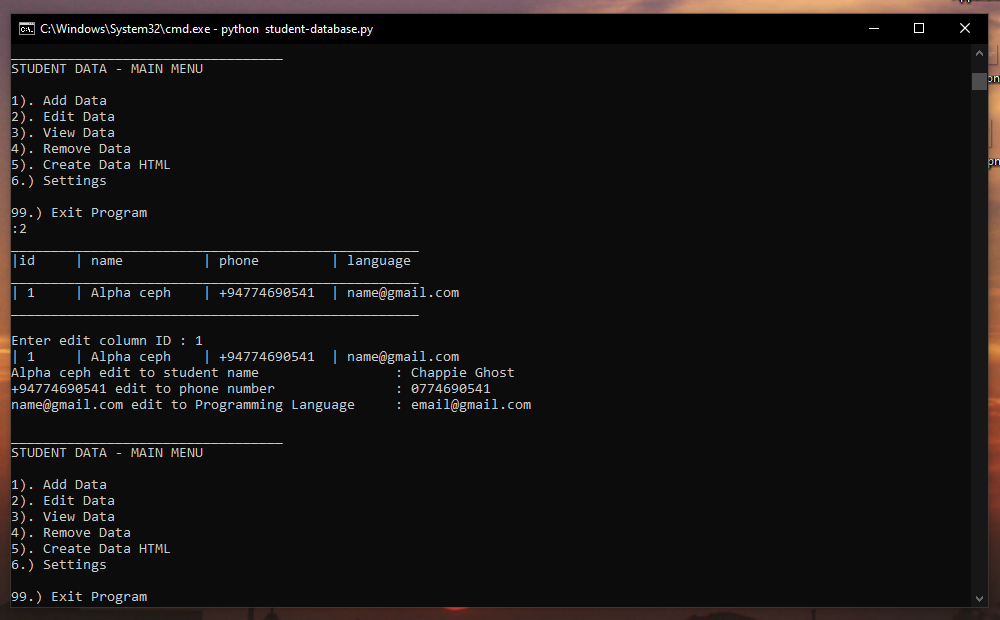 C:\Windows\System32\cmd.exe - python  student-database.py
__________________________________
STUDENT DATA - MAIN MENU
1). Add Data
2). Edit Data
3). View Data
4). Remove Data
5). Create Data HTML
6.) Settings
99.) Exit Program
:2
___________________________________________________
|id     | name          | phone         | language
___________________________________________________
| 1     | Alpha ceph    | +94774690541  | name@gmail.com
___________________________________________________
Enter edit column ID : 1
| 1     | Alpha ceph    | +94774690541  | name@gmail.com
Alpha ceph edit to student name                 : Chappie Ghost
+94774690541 edit to phone number               : 0774690541
name@gmail.com edit to Programming Language     : email@gmail.com
__________________________________
STUDENT DATA - MAIN MENU
1). Add Data
2). Edit Data
3). View Data
4). Remove Data
5). Create Data HTML
6.) Settings
99.) Exit Program